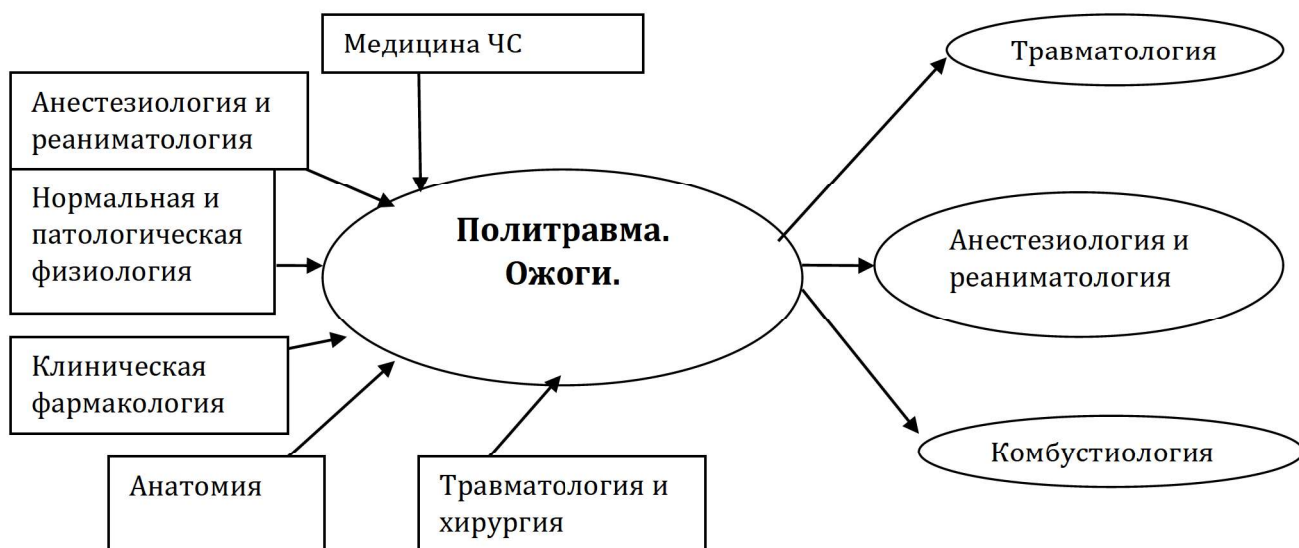 Медицина ЧС
Травматология
Анестезиология и
реаниматология
Нормальная и
патологическая
физиология
Политравма.
Ожоги.
Анестезиология и
реаниматология
Клиническая
фармакология
Комбустиология
Анатомия
Травматология и
хирургия